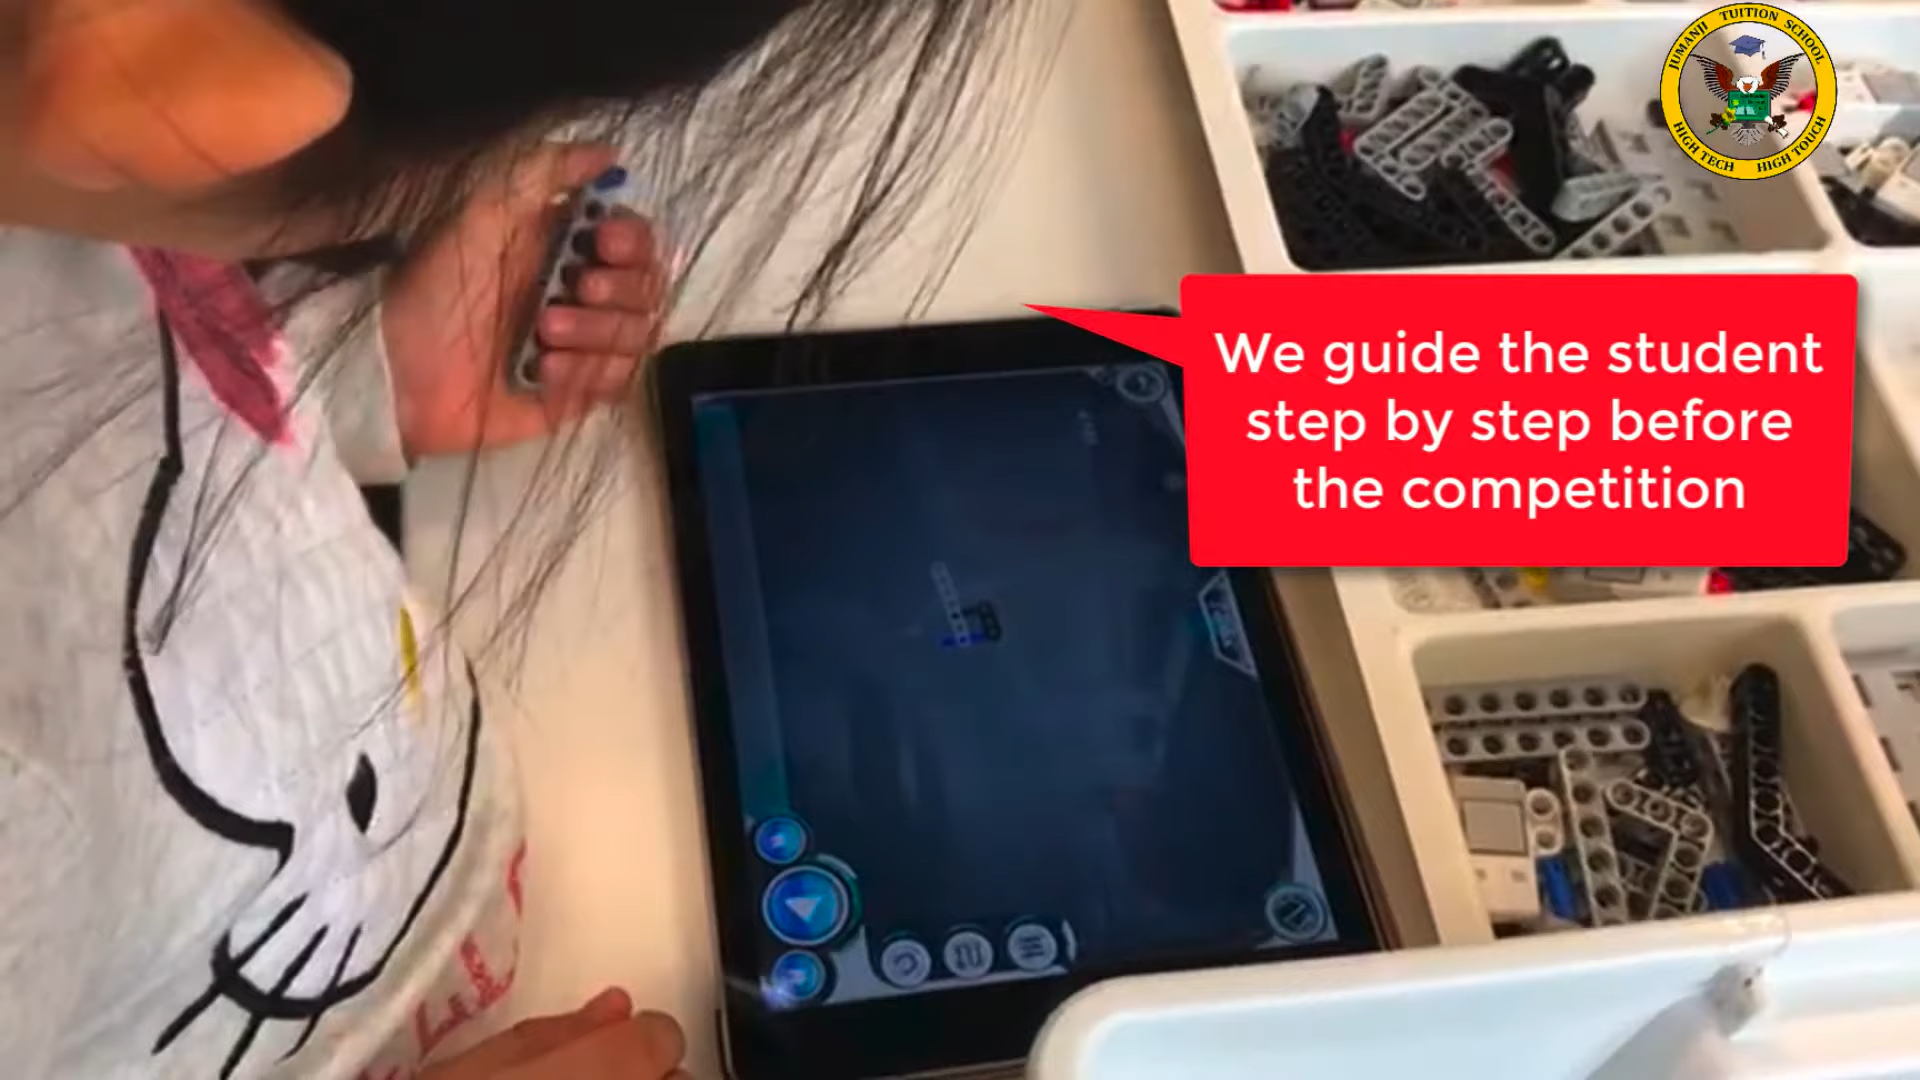 JUMANJI TUITION SCHOOL
HIGH TECH HIGH TOUCH
We guide the student
step by step before
the competition